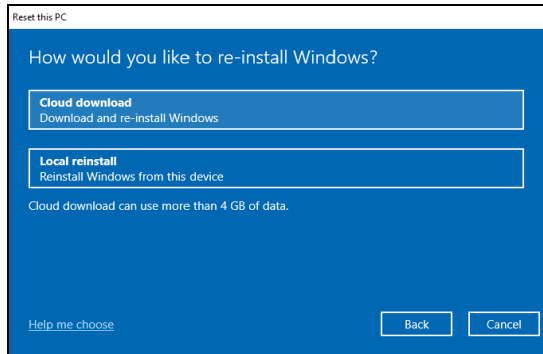 Reset this PC
How would you like to re-install Windows?
Cloud download
Download and re-install Windows
Local reinstall
Reinstall Windows from this device
Cloud download can use more than 4 GB of data.
Help me choose
Back
Cancel